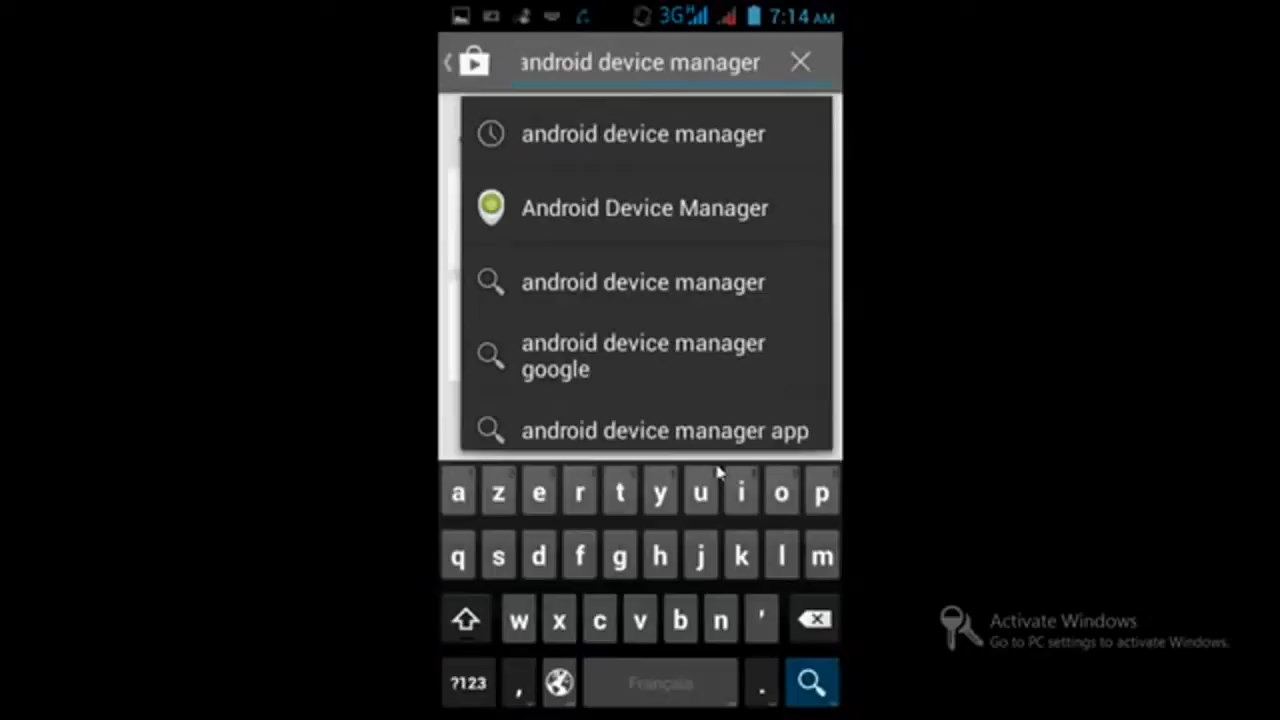 3G H 7:14 AM
android device manager
android device manager
Android Device Manager
android device manager
android device manager
google
android device manager app
a z e r t y u i o p
q s d f g h j k l m
w x c v b n '
?123 , Français .
Activate Windows
Go to PC settings to activate Windows.